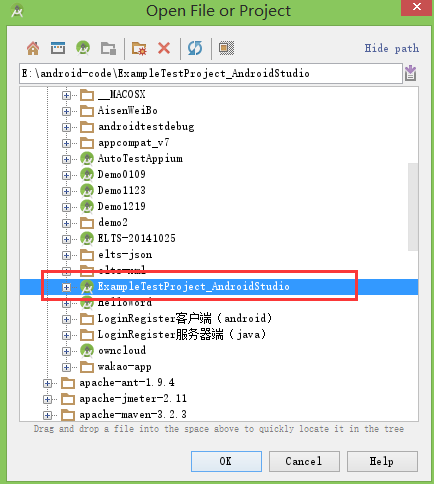 Open File or Project
Hide path
E:\android-code\ExampleTestProject_AndroidStudio
__MACOSX
AisenWeiBo
androidtestdebug
appcompat_v7
AutoTestAppium
Demo0109
Demo1123
Demo1219
demo2
ELTS-20141025
elts-json
elts-xml
ExampleTestProject_AndroidStudio
HelloWord
LoginRegister客户端（android）
LoginRegister服务器端（java）
owncloud
wakao-app
apache-ant-1.9.4
apache-jmeter-2.11
apache-maven-3.2.3
Drag and drop a file into the space above to quickly locate it in the tree
OK
Cancel
Help